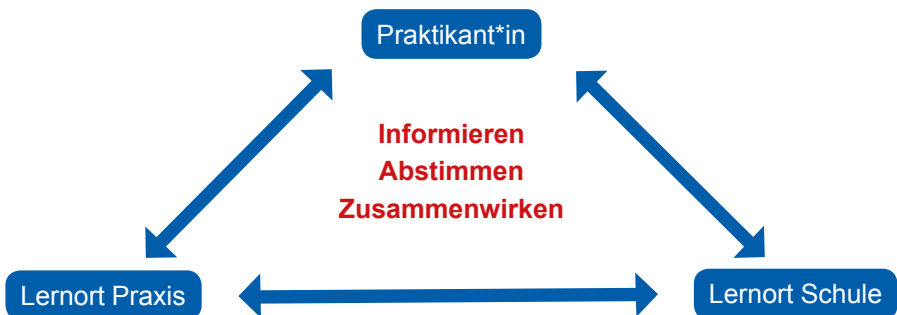 Praktikant*in
Informieren
Abstimmen
Zusammenwirken
Lernort Praxis
Lernort Schule